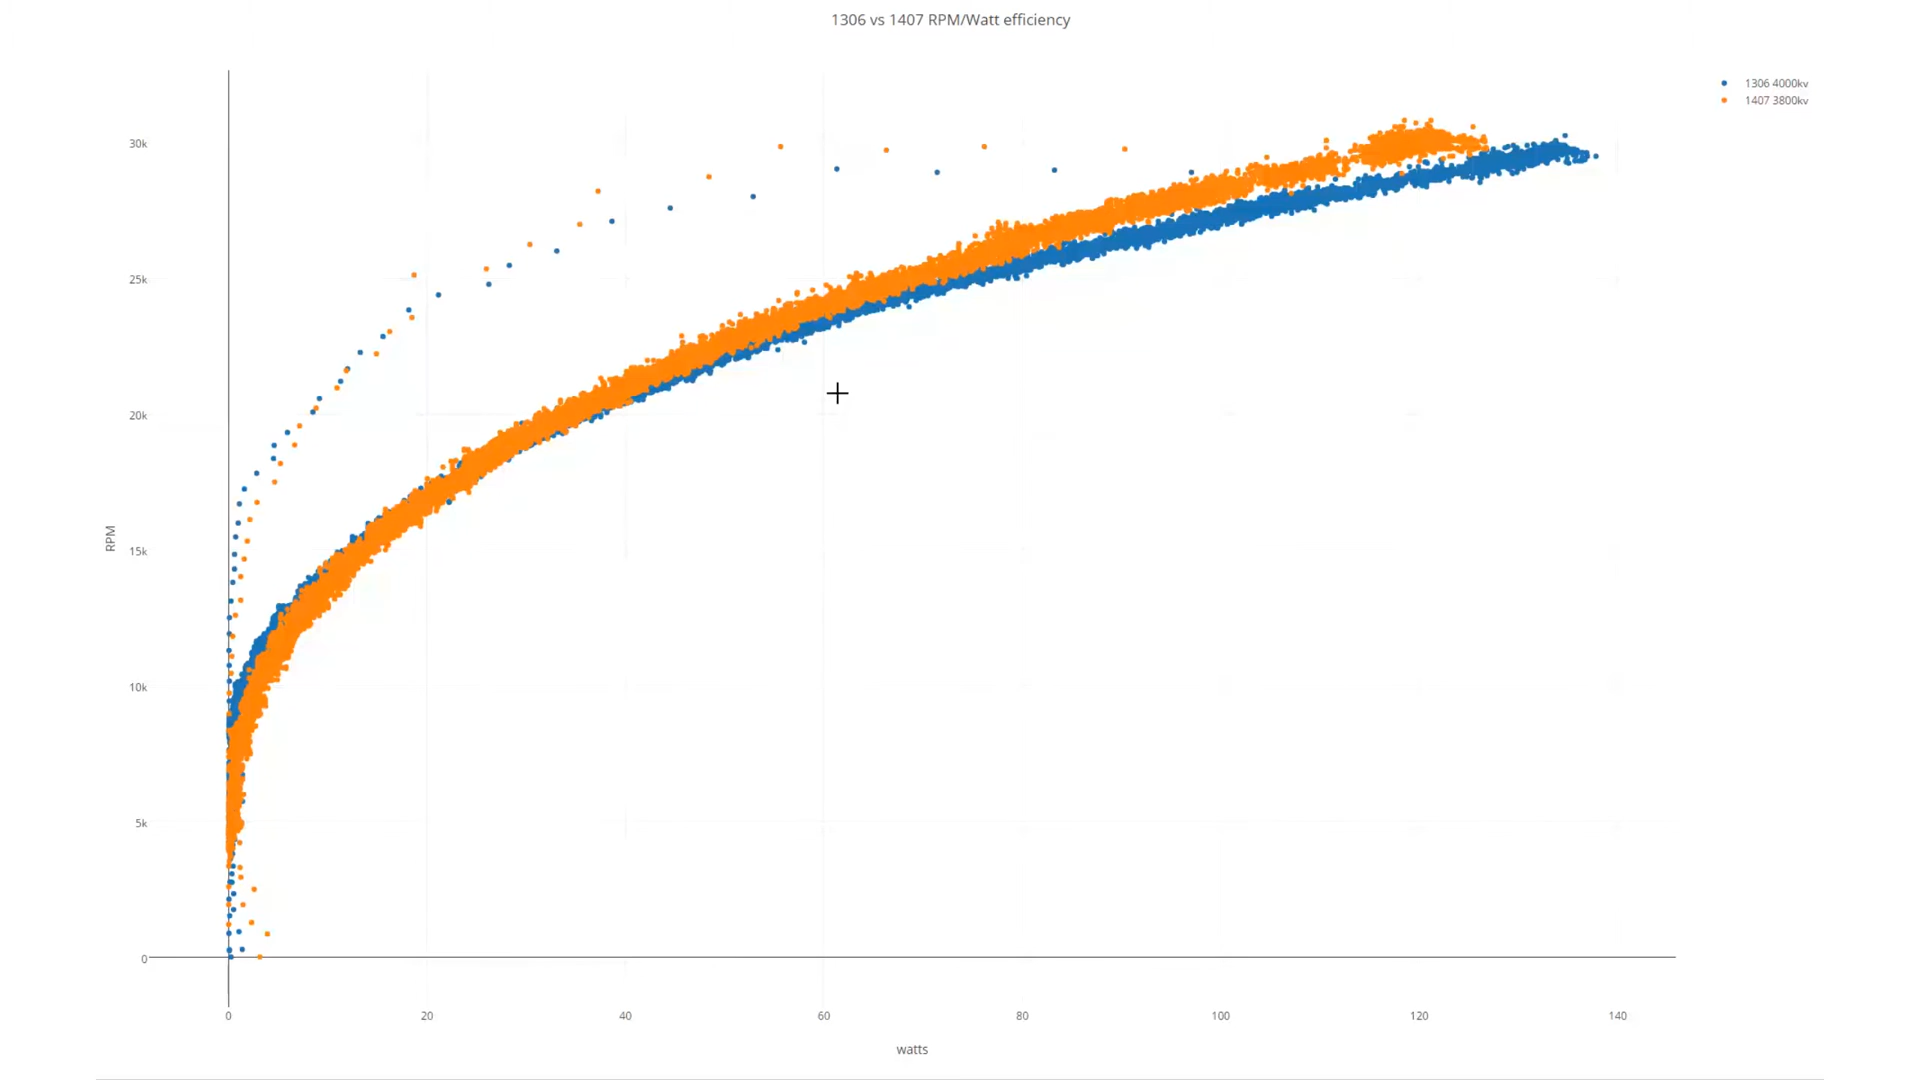 1306 vs 1407 RPM/Watt efficiency
1306 4000kv
1407 3800kv
30k
25k
20k
15k
10k
5k
0
RPM
0 20 40 60 80 100 120 140
watts